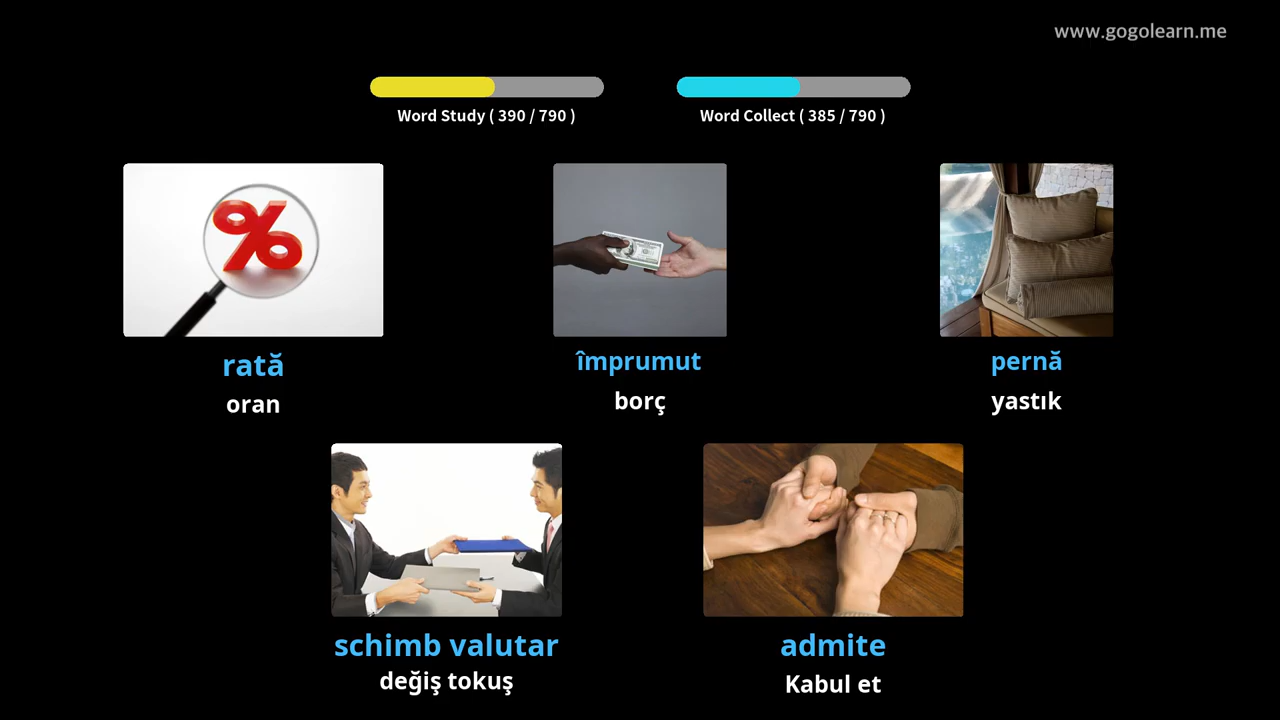 www.gogolearn.me
Word Study ( 390 / 790 )
Word Collect ( 385 / 790 )
rată
oran
împrumut
borç
pernă
yastık
schimb valutar
değiş tokuş
admite
Kabul et